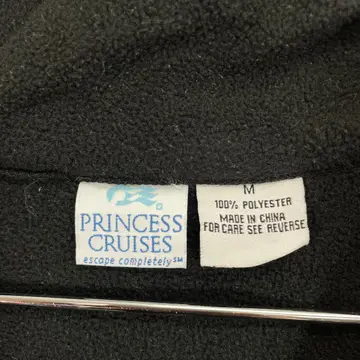 PRINCESS
CRUISES
escape completely℠
M
100% POLYESTER
MADE IN CHINA
FOR CARE SEE REVERSE